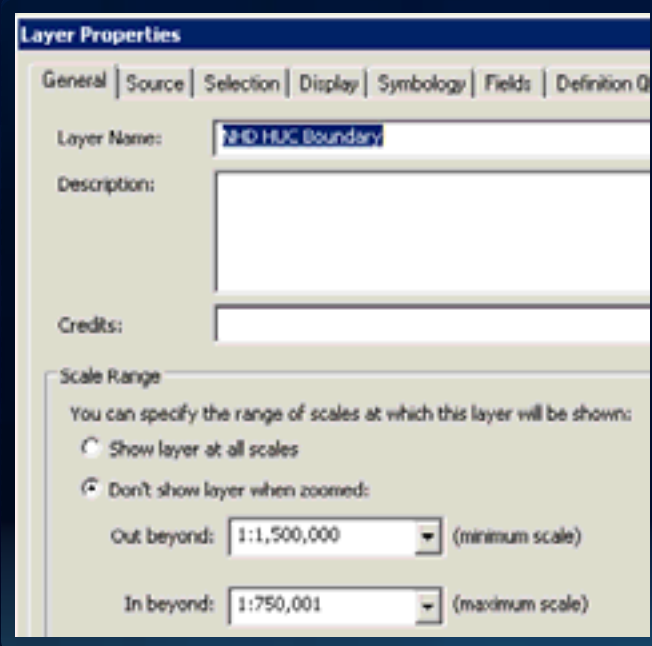 Layer Properties
General Source Selection Display Symbology Fields Definition Q
Layer Name: NHD HUC Boundary
Description:
Credits:
Scale Range
You can specify the range of scales at which this layer will be shown:
Show layer at all scales
Don't show layer when zoomed:
Out beyond: 1:1,500,000 (minimum scale)
In beyond: 1:750,001 (maximum scale)